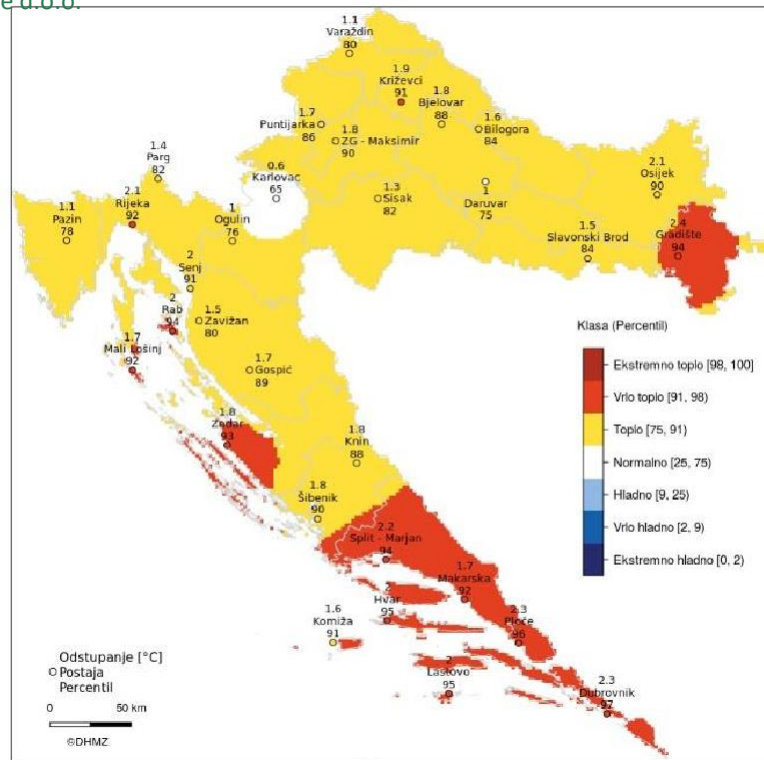 e d.o.o.
1.1
Varaždin
80
1.9
Križevci
91
1.8
Bjelovar
88
1.7
Puntijarka
86
1.8
ZG - Maksimir
90
1.6
Bilogora
84
1.4
Parg
82
0.6
Karlovac
65
1.3
Sisak
82
1
Daruvar
75
2.1
Osijek
90
1.1
Pazin
78
2.1
Rijeka
92
1
Ogulin
76
1.5
Slavonski Brod
84
2.4
Gradište
94
2
Senj
91
2
Rab
94
1.5
Zavižan
80
1.7
Mali Lošinj
92
1.7
Gospić
89
1.8
Zadar
93
1.8
Knin
88
1.8
Šibenik
90
2.2
Split - Marjan
94
1.7
Makarska
92
2
Hvar
95
2.3
Ploče
96
1.6
Komiža
91
2
Lastovo
95
2.3
Dubrovnik
97
Klasa (Percentil)
Ekstremno toplo [98, 100]
Vrlo toplo [91, 98)
Toplo [75, 91)
Normalno [25, 75)
Hladno [9, 25)
Vrlo hladno [2, 9)
Ekstremno hladno [0, 2)
Odstupanje [°C]
Postaja
Percentil
0 50 km
©DHMZ